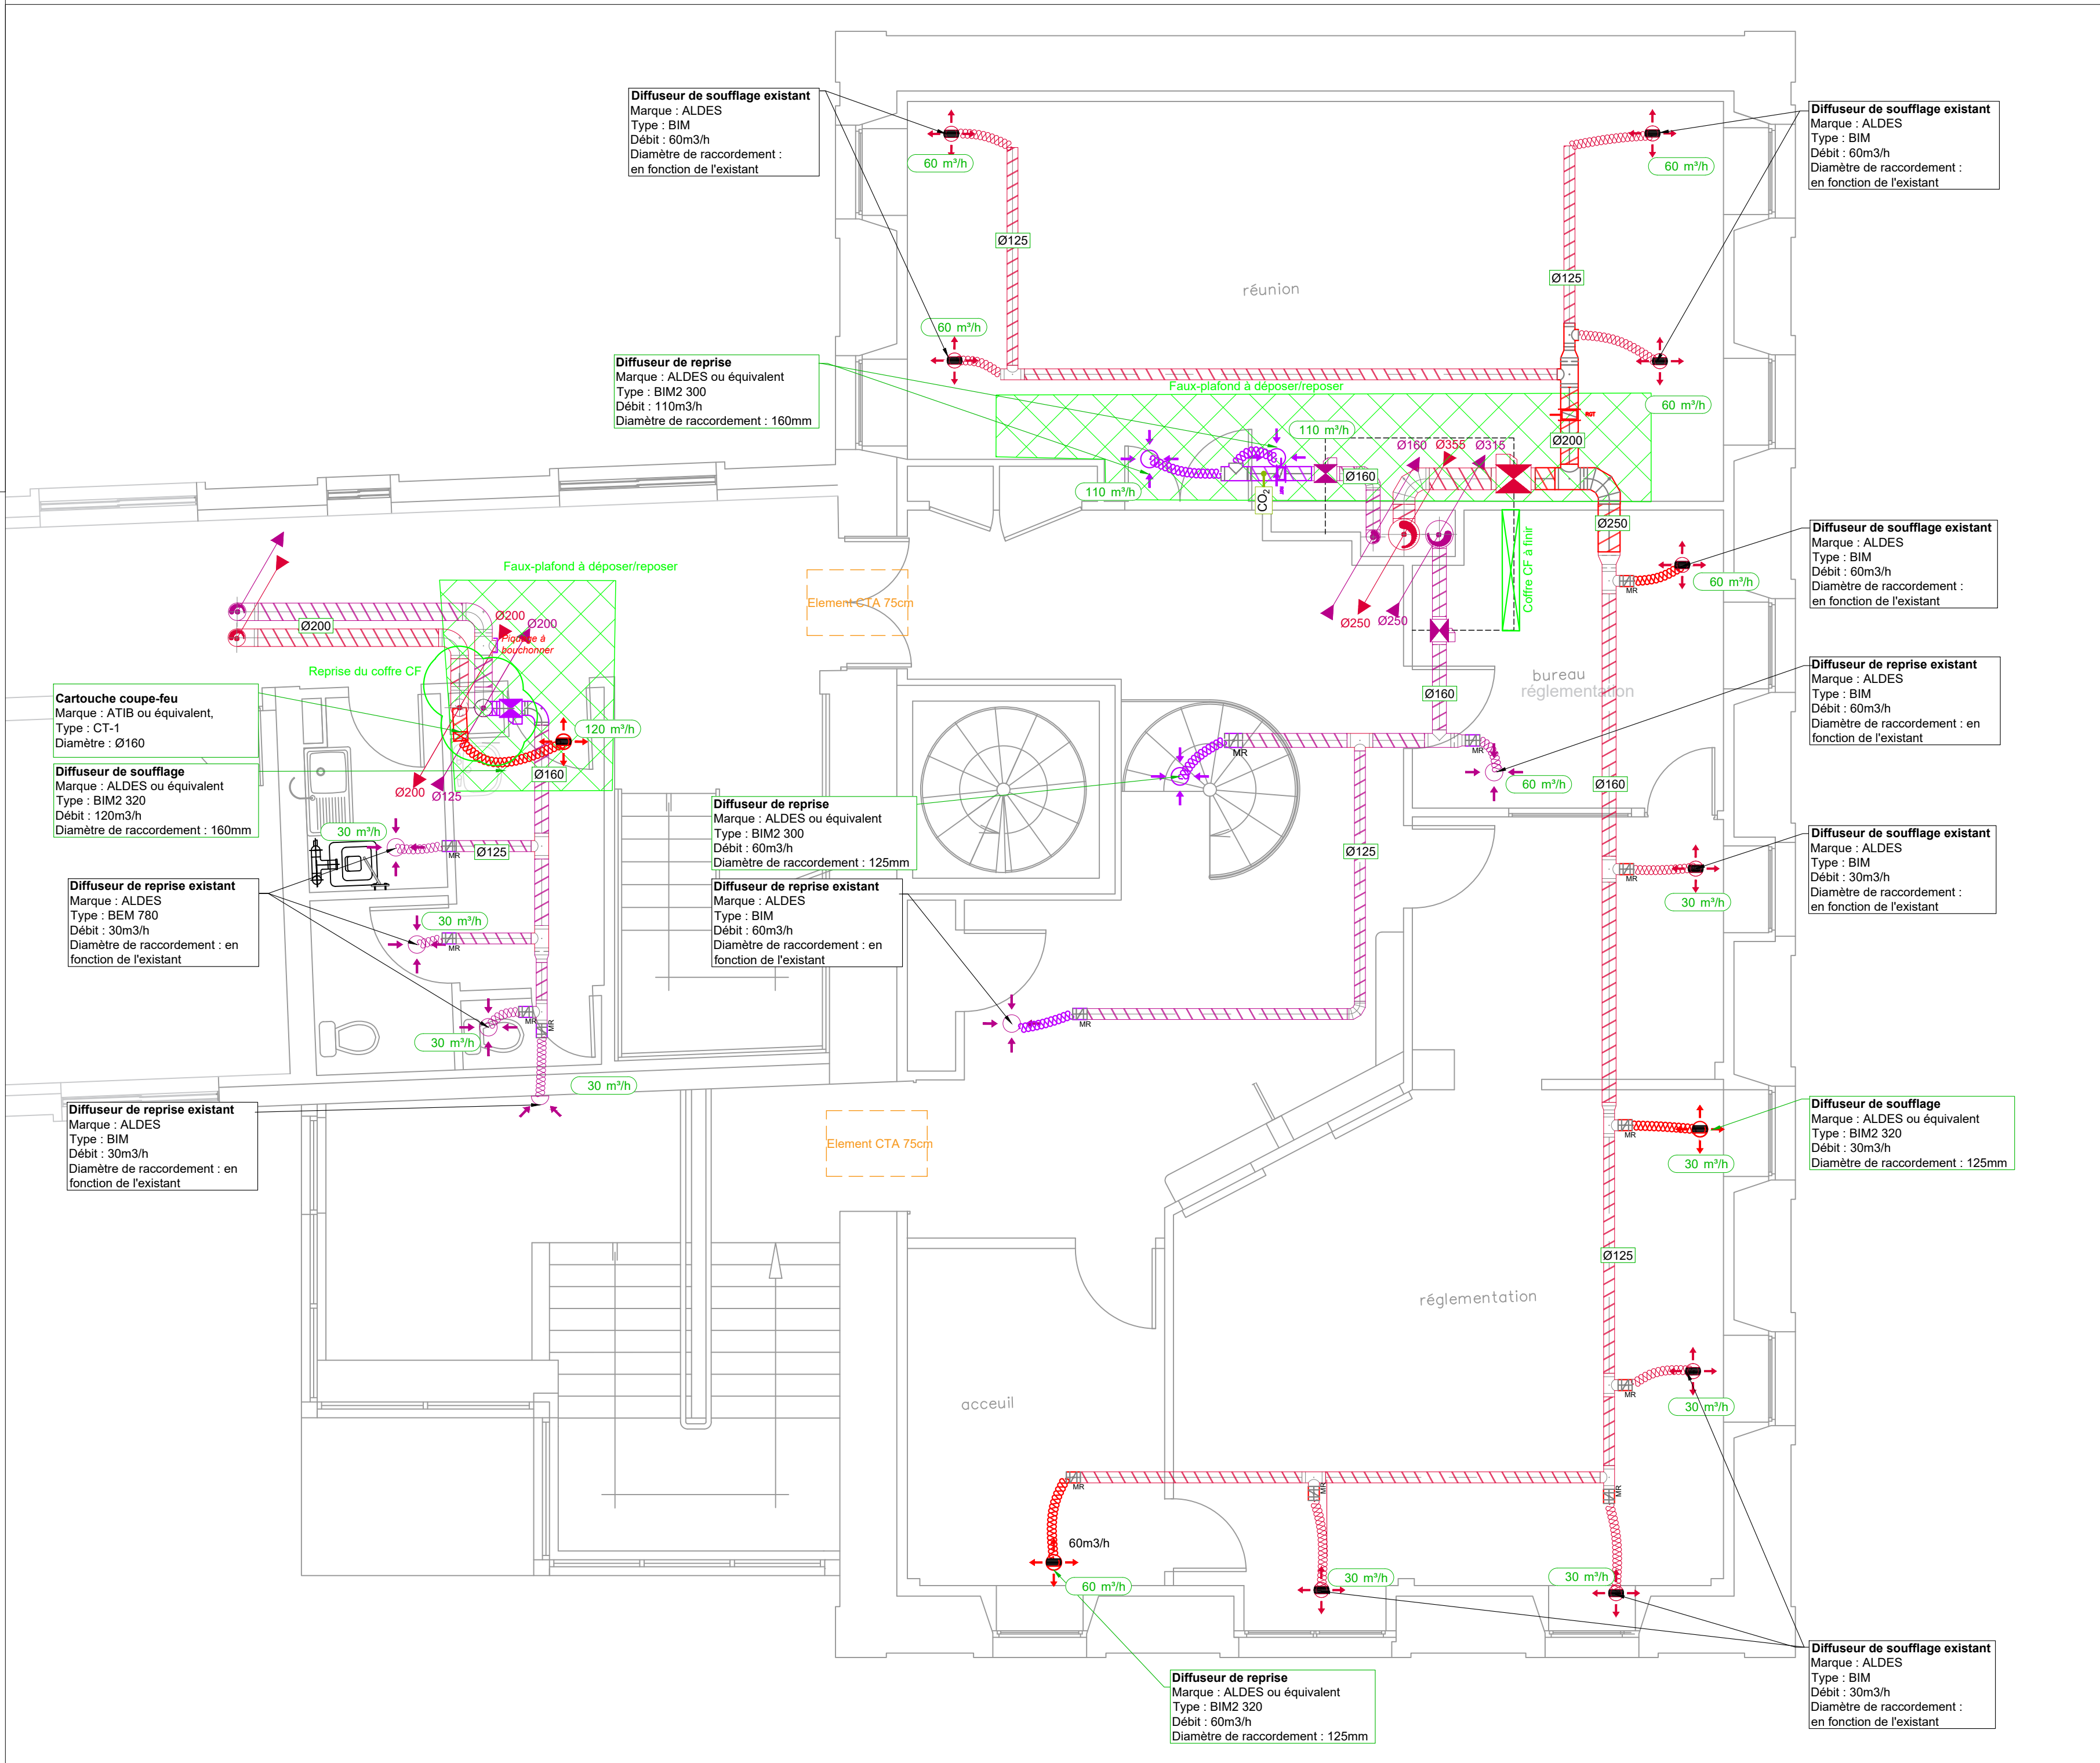 Diffuseur de soufflage existant
Marque : ALDES
Type : BIM
Débit : 60m3/h
Diamètre de raccordement :
en fonction de l'existant
Diffuseur de soufflage existant
Marque : ALDES
Type : BIM
Débit : 60m3/h
Diamètre de raccordement :
en fonction de l'existant
60 m³/h
60 m³/h
Ø125
Ø125
réunion
60 m³/h
Diffuseur de reprise
Marque : ALDES ou équivalent
Type : BIM2 300
Débit : 110m3/h
Diamètre de raccordement : 160mm
Faux-plafond à déposer/reposer
60 m³/h
RGT
110 m³/h
Ø160
Ø355
Ø315
Ø200
Ø160
110 m³/h
CO2
Ø250
Coffre CF à finir
Diffuseur de soufflage existant
Marque : ALDES
Type : BIM
Débit : 60m3/h
Diamètre de raccordement :
en fonction de l'existant
60 m³/h
MR
Faux-plafond à déposer/reposer
Element CTA 75cm
Ø200
Ø200
Ø200
Piquage à
bouchonner
Ø250
Ø250
Reprise du coffre CF
bureau
réglementation
Ø160
Diffuseur de reprise existant
Marque : ALDES
Type : BIM
Débit : 60m3/h
Diamètre de raccordement : en
fonction de l'existant
Cartouche coupe-feu
Marque : ATIB ou équivalent,
Type : CT-1
Diamètre : Ø160
120 m³/h
MR
MR
60 m³/h
Ø160
Diffuseur de soufflage
Marque : ALDES ou équivalent
Type : BIM2 320
Débit : 120m3/h
Diamètre de raccordement : 160mm
Ø160
Ø200
Ø125
Diffuseur de reprise
Marque : ALDES ou équivalent
Type : BIM2 300
Débit : 60m3/h
Diamètre de raccordement : 125mm
30 m³/h
MR
Ø125
Ø125
Diffuseur de soufflage existant
Marque : ALDES
Type : BIM
Débit : 30m3/h
Diamètre de raccordement :
en fonction de l'existant
MR
30 m³/h
Diffuseur de reprise existant
Marque : ALDES
Type : BEM 780
Débit : 30m3/h
Diamètre de raccordement : en
fonction de l'existant
Diffuseur de reprise existant
Marque : ALDES
Type : BIM
Débit : 60m3/h
Diamètre de raccordement : en
fonction de l'existant
30 m³/h
MR
MR
MR
MR
30 m³/h
30 m³/h
Diffuseur de reprise existant
Marque : ALDES
Type : BIM
Débit : 30m3/h
Diamètre de raccordement : en
fonction de l'existant
Element CTA 75cm
Diffuseur de soufflage
Marque : ALDES ou équivalent
Type : BIM2 320
Débit : 30m3/h
Diamètre de raccordement : 125mm
MR
30 m³/h
Ø125
réglementation
MR
30 m³/h
acceuil
MR
MR
MR
60m3/h
60 m³/h
30 m³/h
30 m³/h
Diffuseur de reprise
Marque : ALDES ou équivalent
Type : BIM2 320
Débit : 60m3/h
Diamètre de raccordement : 125mm
Diffuseur de soufflage existant
Marque : ALDES
Type : BIM
Débit : 30m3/h
Diamètre de raccordement :
en fonction de l'existant